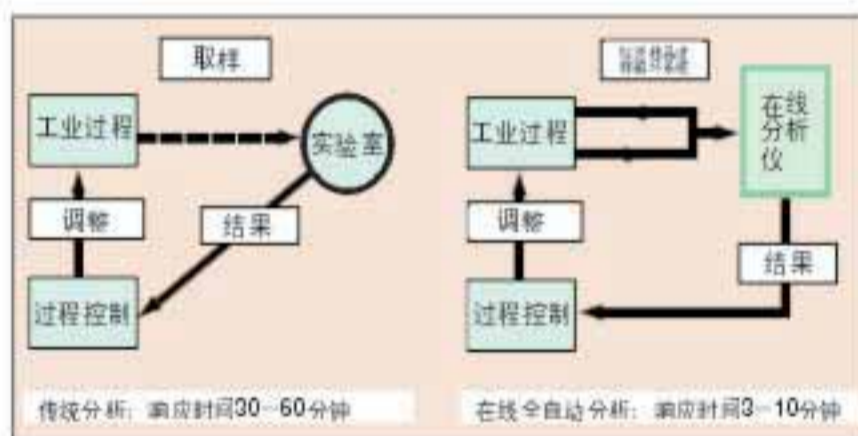 取样
工业过程
实验室
调整
结果
过程控制
传统分析：响应时间30-60分钟
工业过程
在线
分析
仪
调整
结果
过程控制
在线全自动分析：响应时间3-10分钟